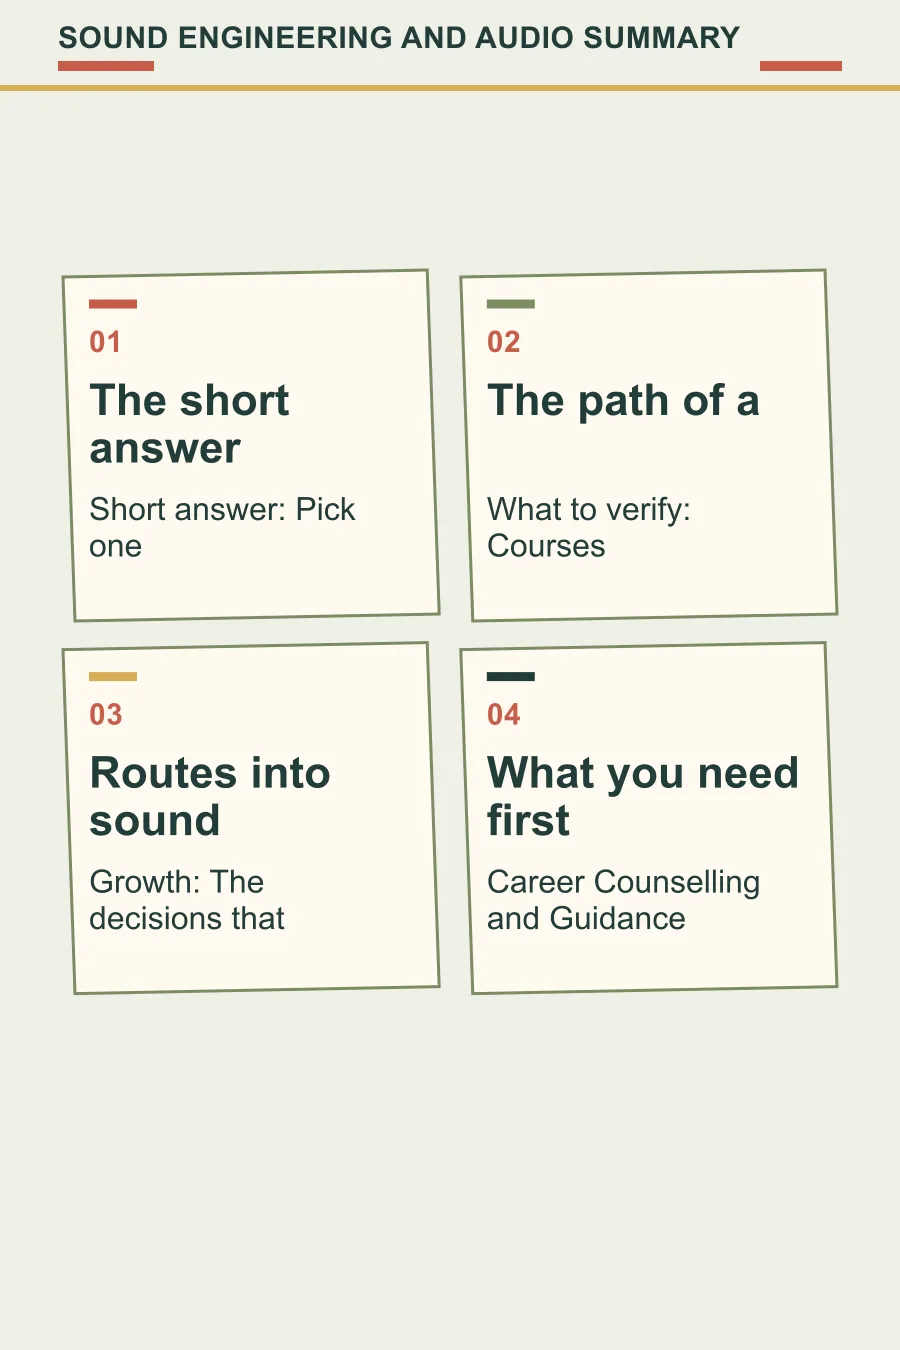 SOUND ENGINEERING AND AUDIO SUMMARY
01
The short
answer
Short answer: Pick
one
02
The path of a
What to verify:
Courses
03
Routes into
sound
Growth: The
decisions that
04
What you need
first
Career Counselling
and Guidance